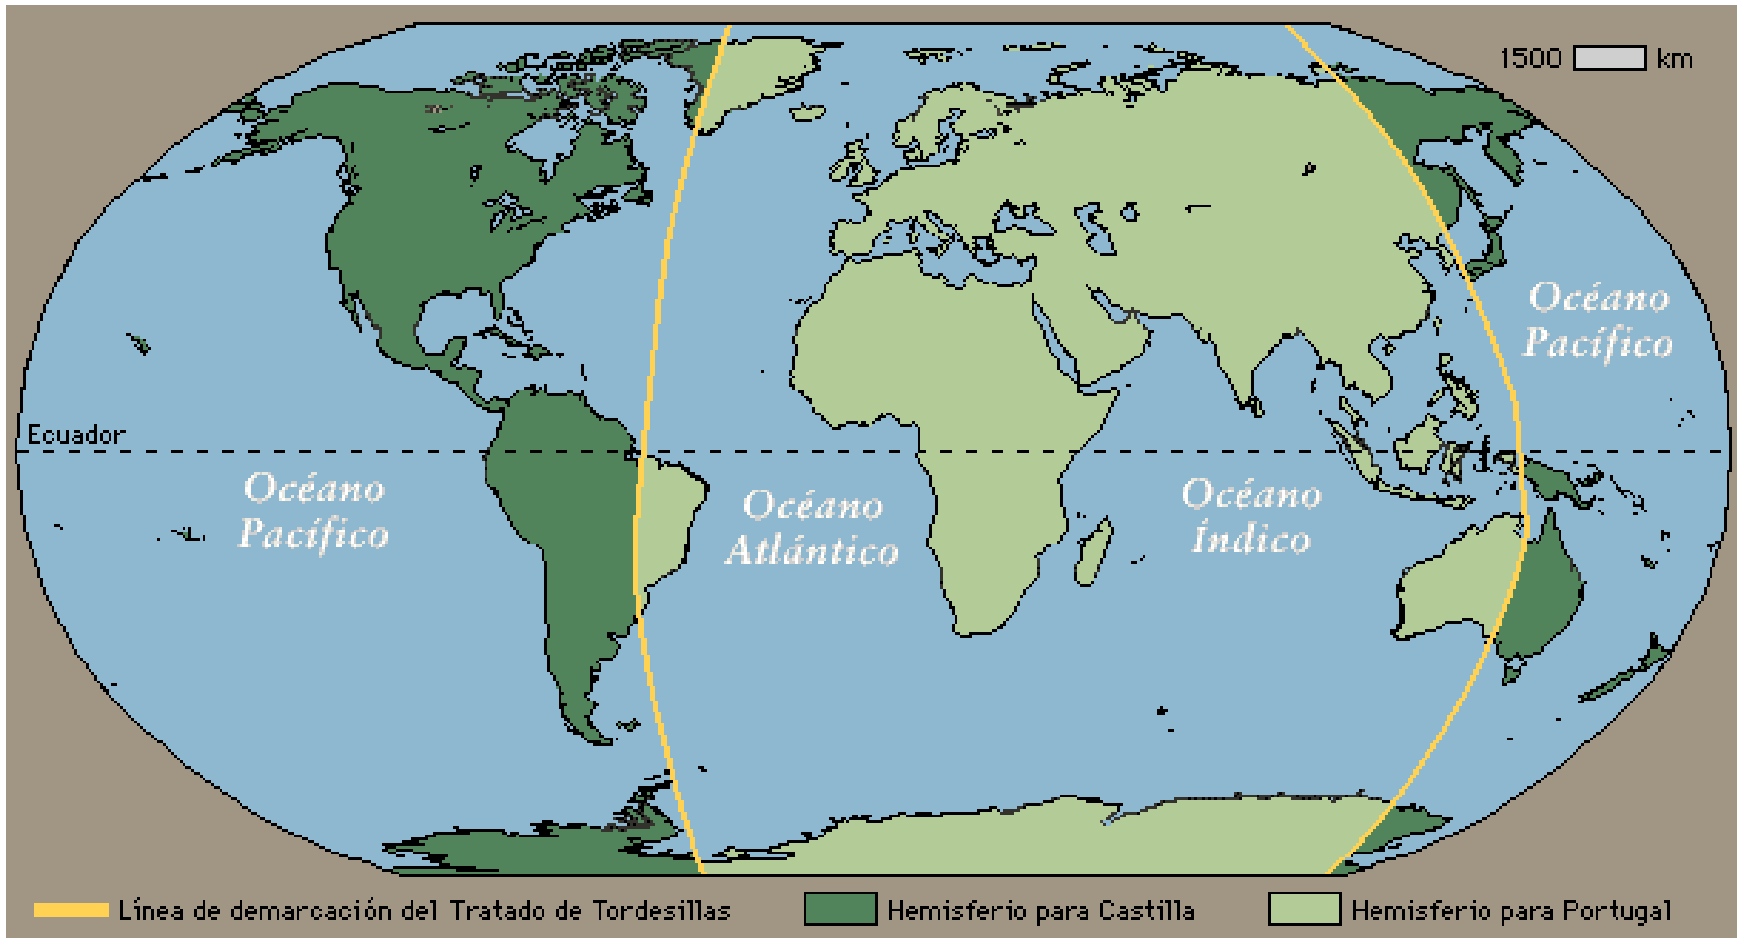 1500 km
Océano
Pacífico
Ecuador
Océano
Pacífico
Océano
Atlántico
Océano
Índico
Línea de demarcación del Tratado de Tordesillas
Hemisferio para Castilla
Hemisferio para Portugal